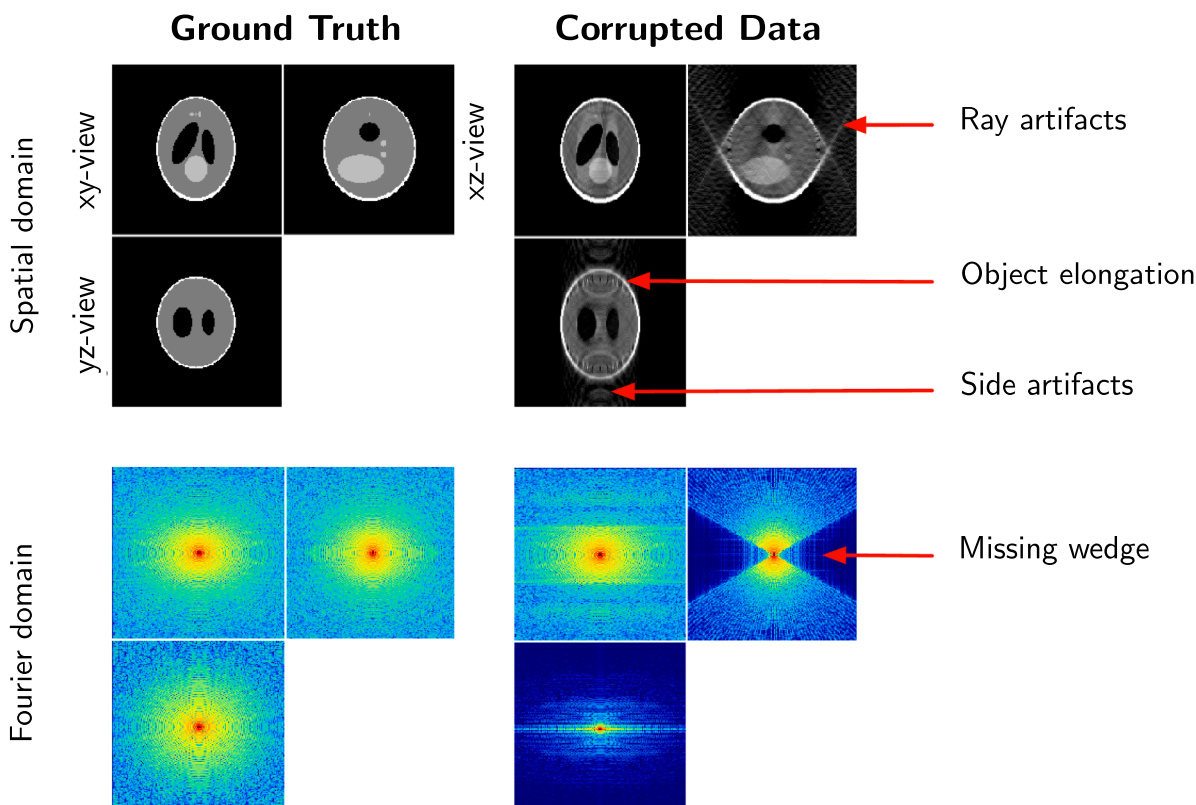 Ground Truth
Corrupted Data
Spatial domain
xy-view
xz-view
Ray artifacts
yz-view
Object elongation
Side artifacts
Fourier domain
Missing wedge